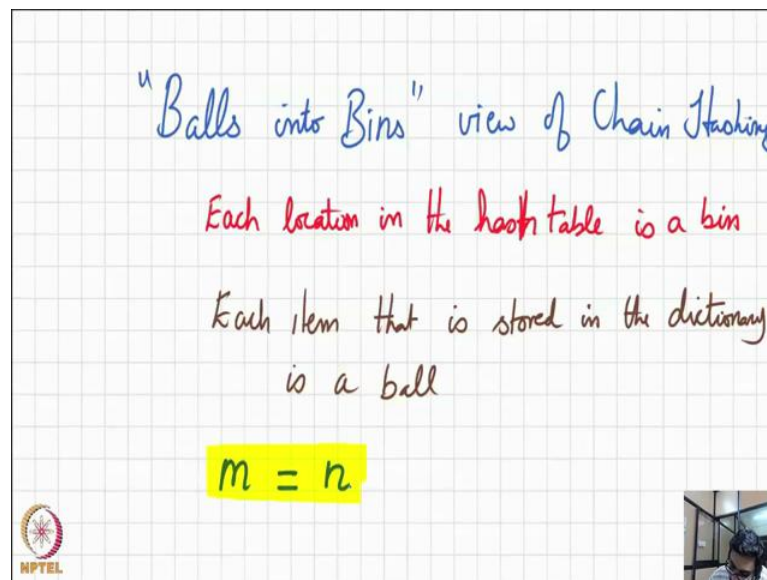 "Balls into Bins" view of Chain Hashing
Each location in the hash table is a bin
Each item that is stored in the dictionary
is a ball
m = n
NPTEL